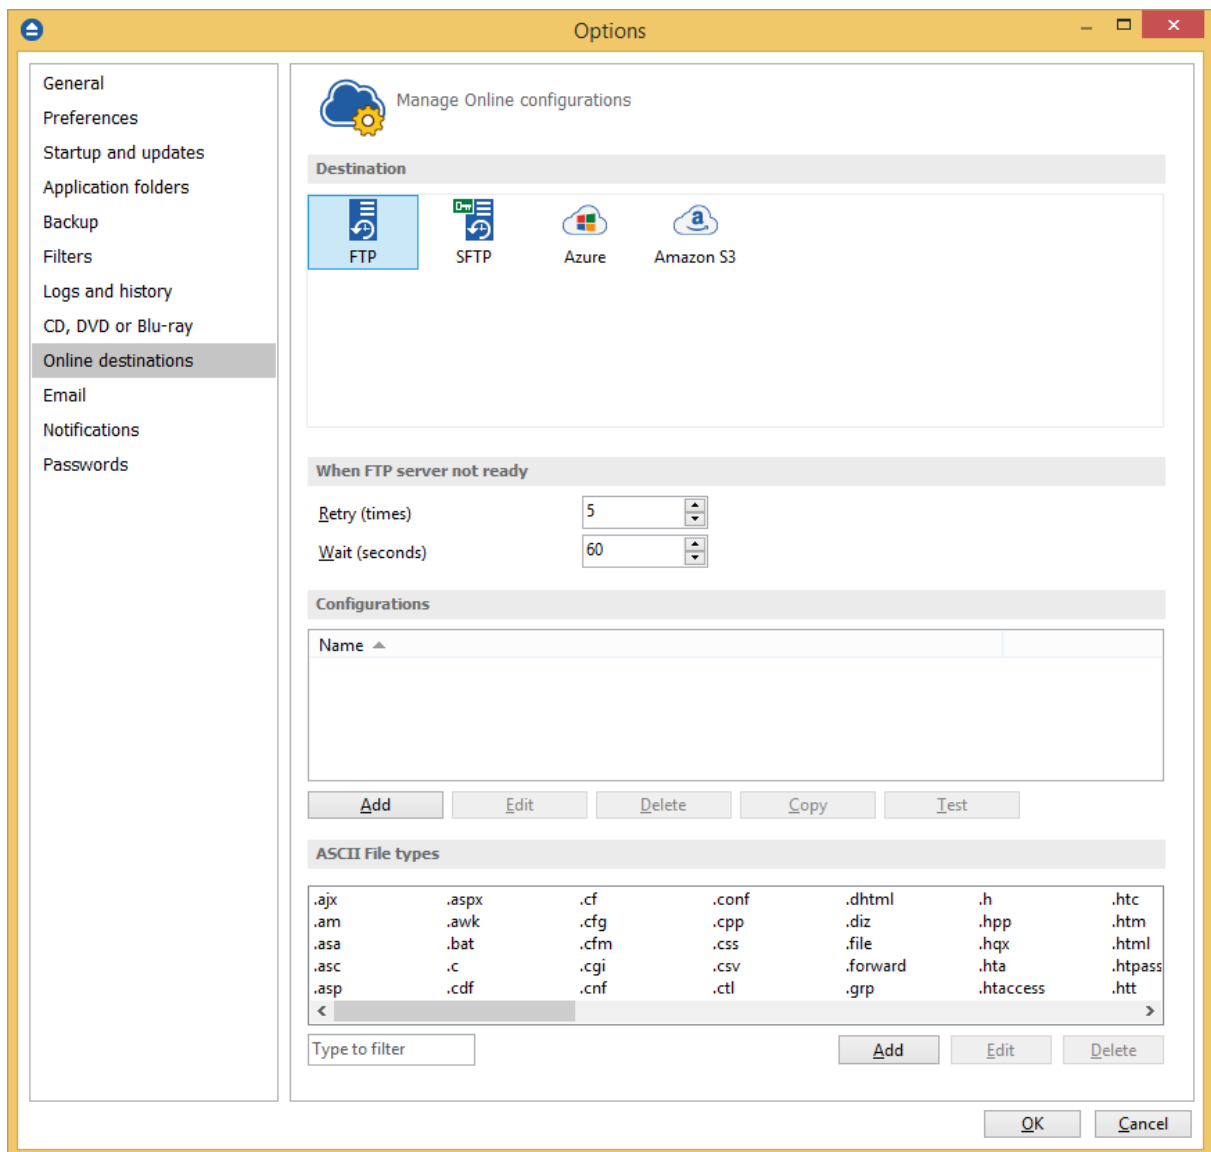 Options
General
Preferences
Startup and updates
Application folders
Backup
Filters
Logs and history
CD, DVD or Blu-ray
Online destinations
Email
Notifications
Passwords
Manage Online configurations
Destination
FTP SFTP Azure Amazon S3
When FTP server not ready
Retry (times) 5
Wait (seconds) 60
Configurations
Name
Add Edit Delete Copy Test
ASCII File types
.ajx .aspx .cf .conf .dhtml .h .htc
.am .awk .cfg .cpp .diz .hpp .htm
.asa .bat .cfm .css .file .hqx .html
.asc .c .cgi .csv .forward .hta .htpass
.asp .cdf .cnf .ctl .grp .htaccess .htt
Type to filter Add Edit Delete
OK Cancel